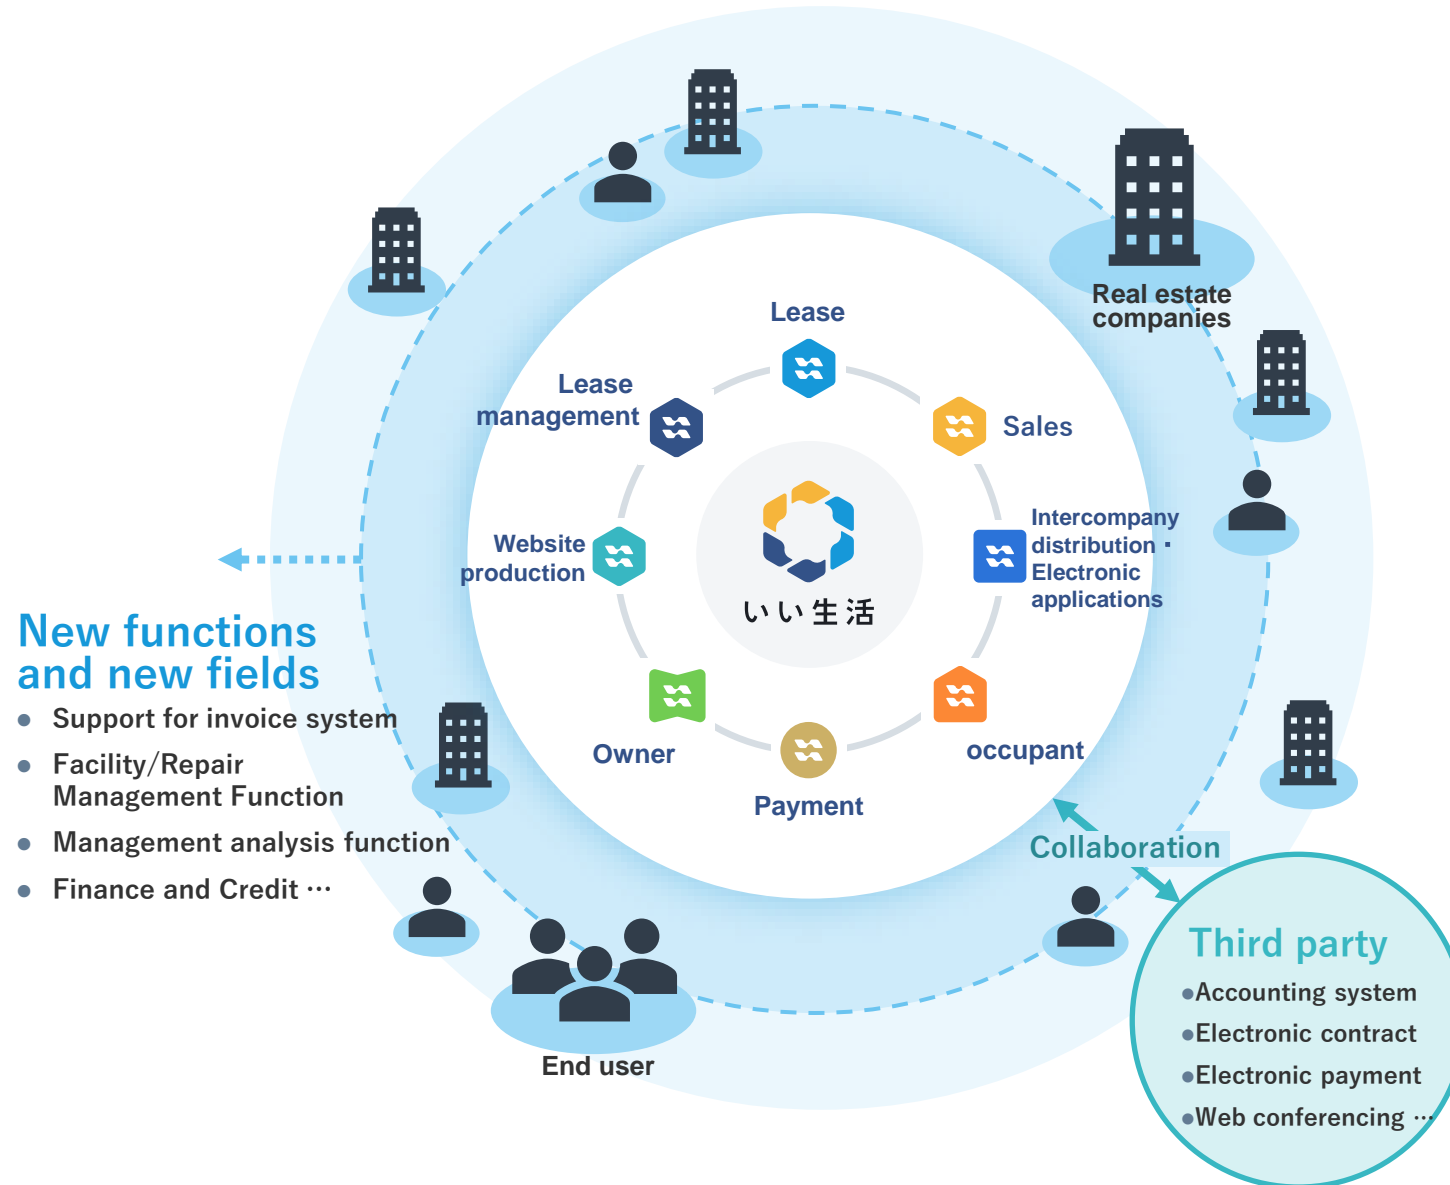 Real estate
companies
Lease
Lease
management
Sales
Website
production
Intercompany
distribution・
Electronic
applications
いい生活
Owner
occupant
Payment
New functions
and new fields
● Support for invoice system
● Facility/Repair
Management Function
● Management analysis function
● Finance and Credit …
Collaboration
End user
Third party
●Accounting system
●Electronic contract
●Electronic payment
●Web conferencing …